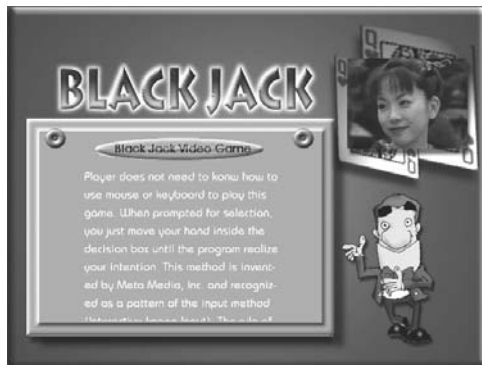 BLACK JACK
Black Jack Video Game
Player does not need to konw how to
use mouse or keyboard to play this
game. When prompted for selection,
you just move your hand inside the
decision box until the program realize
your intention. This method is invent-
ed by Meta Media, Inc. and recogniz-
ed as a pattern of the input method